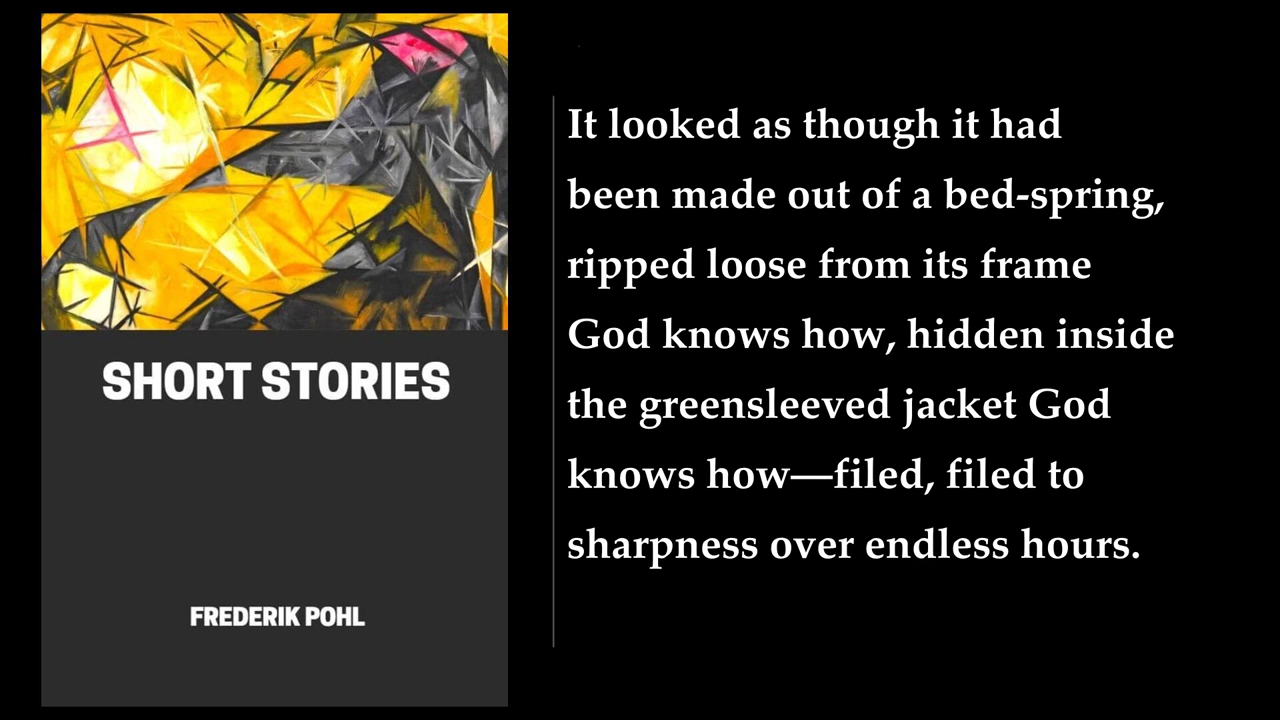 SHORT STORIES
FREDERIK POHL
It looked as though it had
been made out of a bed-spring,
ripped loose from its frame
God knows how, hidden inside
the greensleeved jacket God
knows how—filed, filed to
sharpness over endless hours.